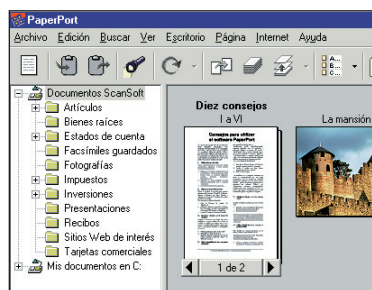 PaperPort
Archivo Edición Buscar Ver Escritorio Página Internet Ayuda
A...
B...
C...
Documentos ScanSoft
Artículos
Bienes raíces
Estados de cuenta
Facsímiles guardados
Fotografías
Impuestos
Inversiones
Presentaciones
Recibos
Sitios Web de interés
Tarjetas comerciales
Mis documentos en C:
Diez consejos
I a VI
Consejos para utilizar
el software PaperPort
1 de 2
La mansión